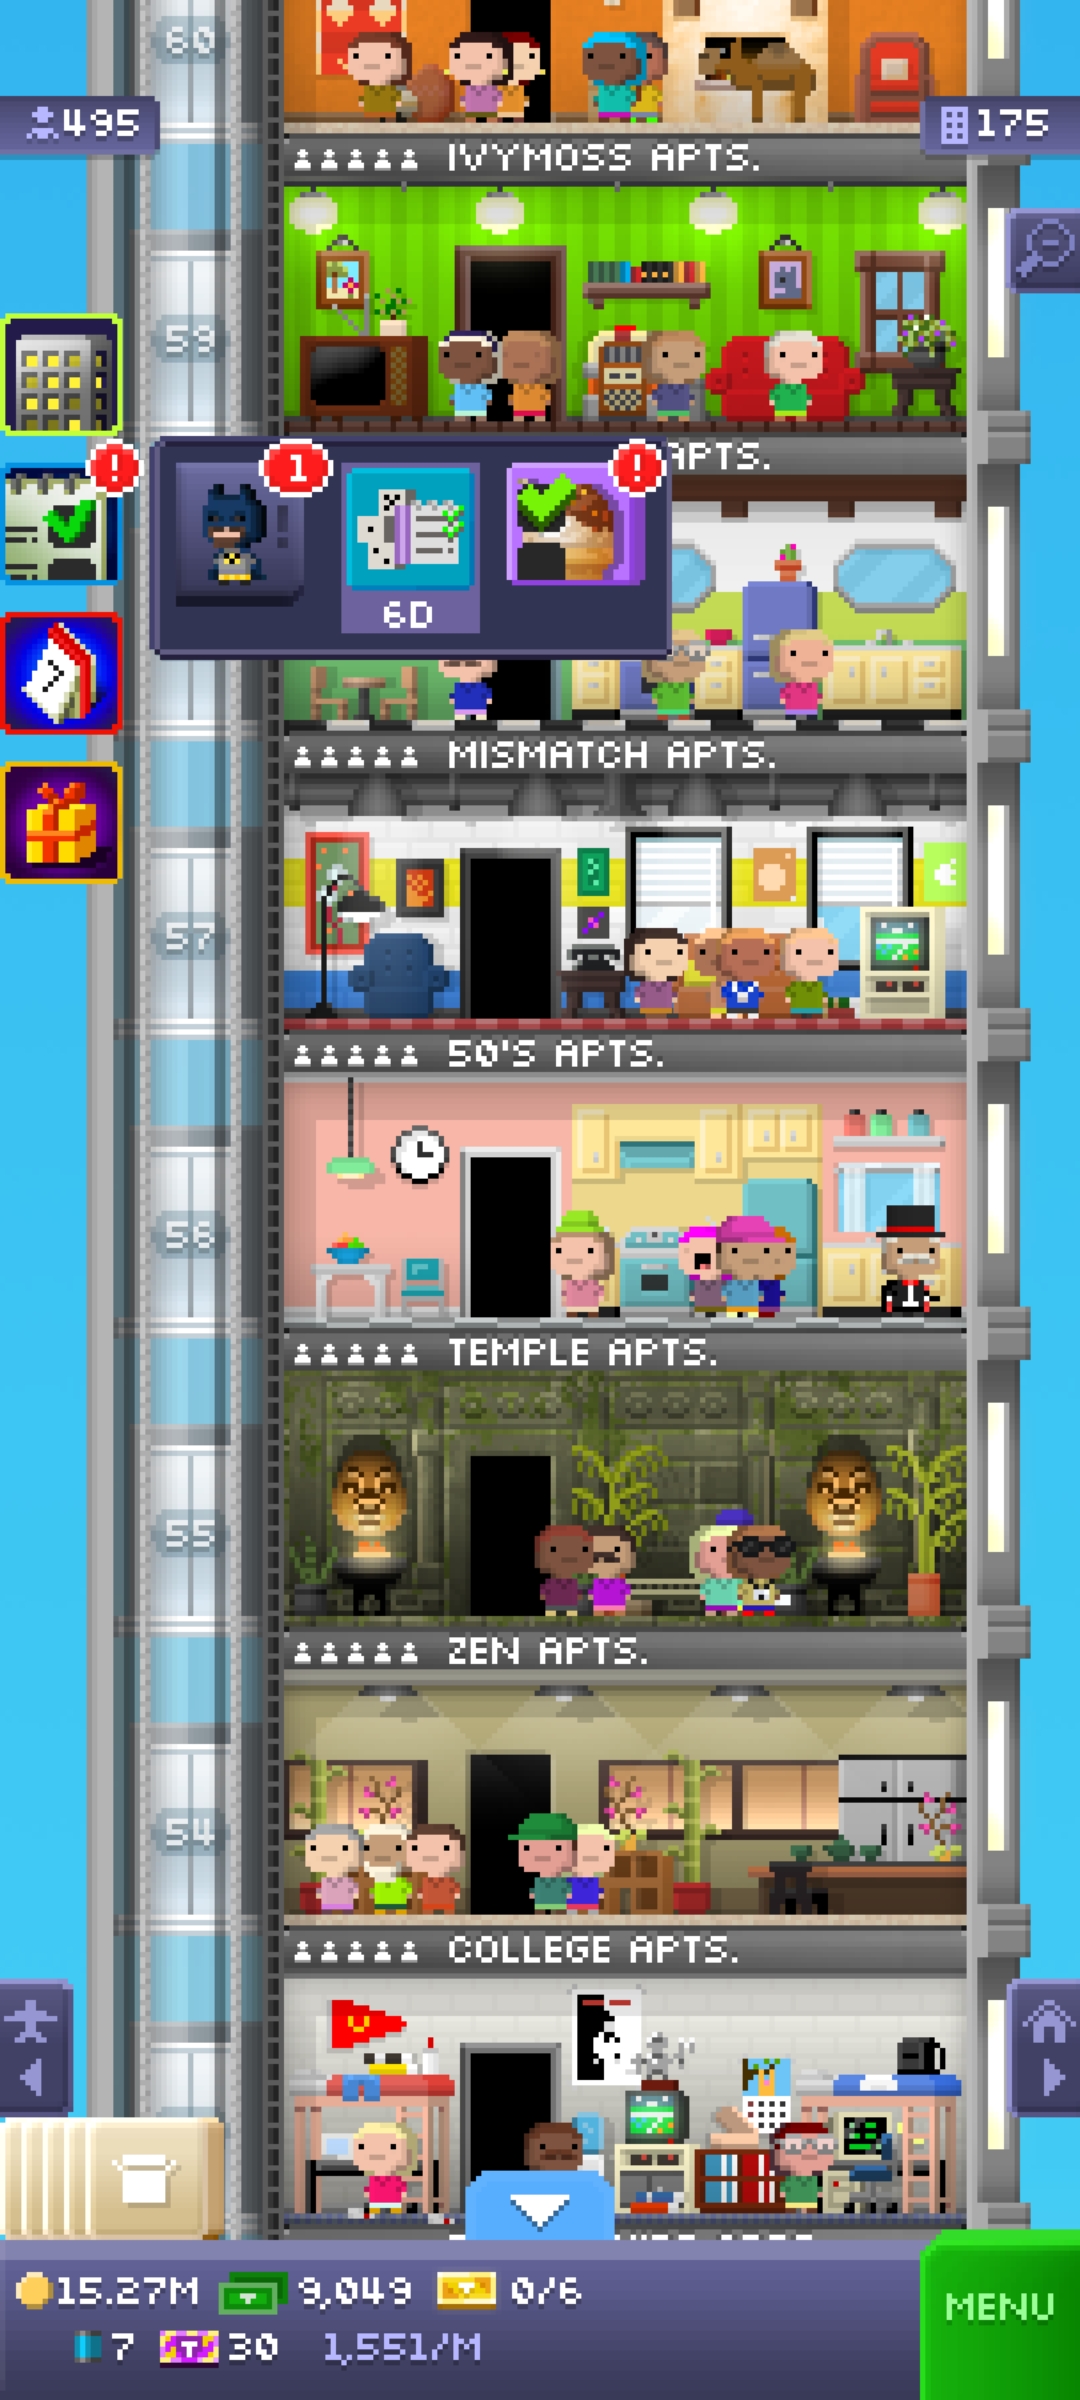 60
495
175
IVYMOSS APTS.
59
APTS.
1
6D
MISMATCH APTS.
57
50'S APTS.
56
TEMPLE APTS.
55
ZEN APTS.
54
COLLEGE APTS.
15.27M
9,049
0/6
MENU
7
30
1,551/M